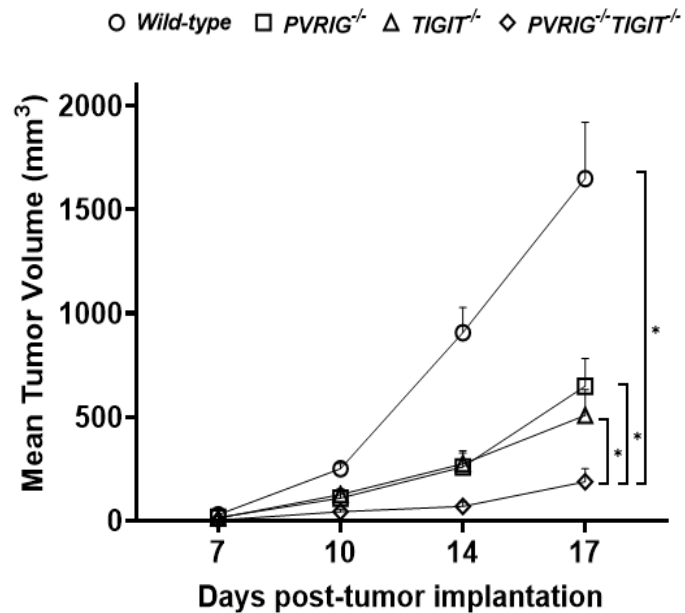 Wild-type PVRIG-/- TIGIT-/- PVRIG-/-TIGIT-/-
Mean Tumor Volume (mm3)
2000
1500
1000
500
0
*
*
*
7 10 14 17
Days post-tumor implantation